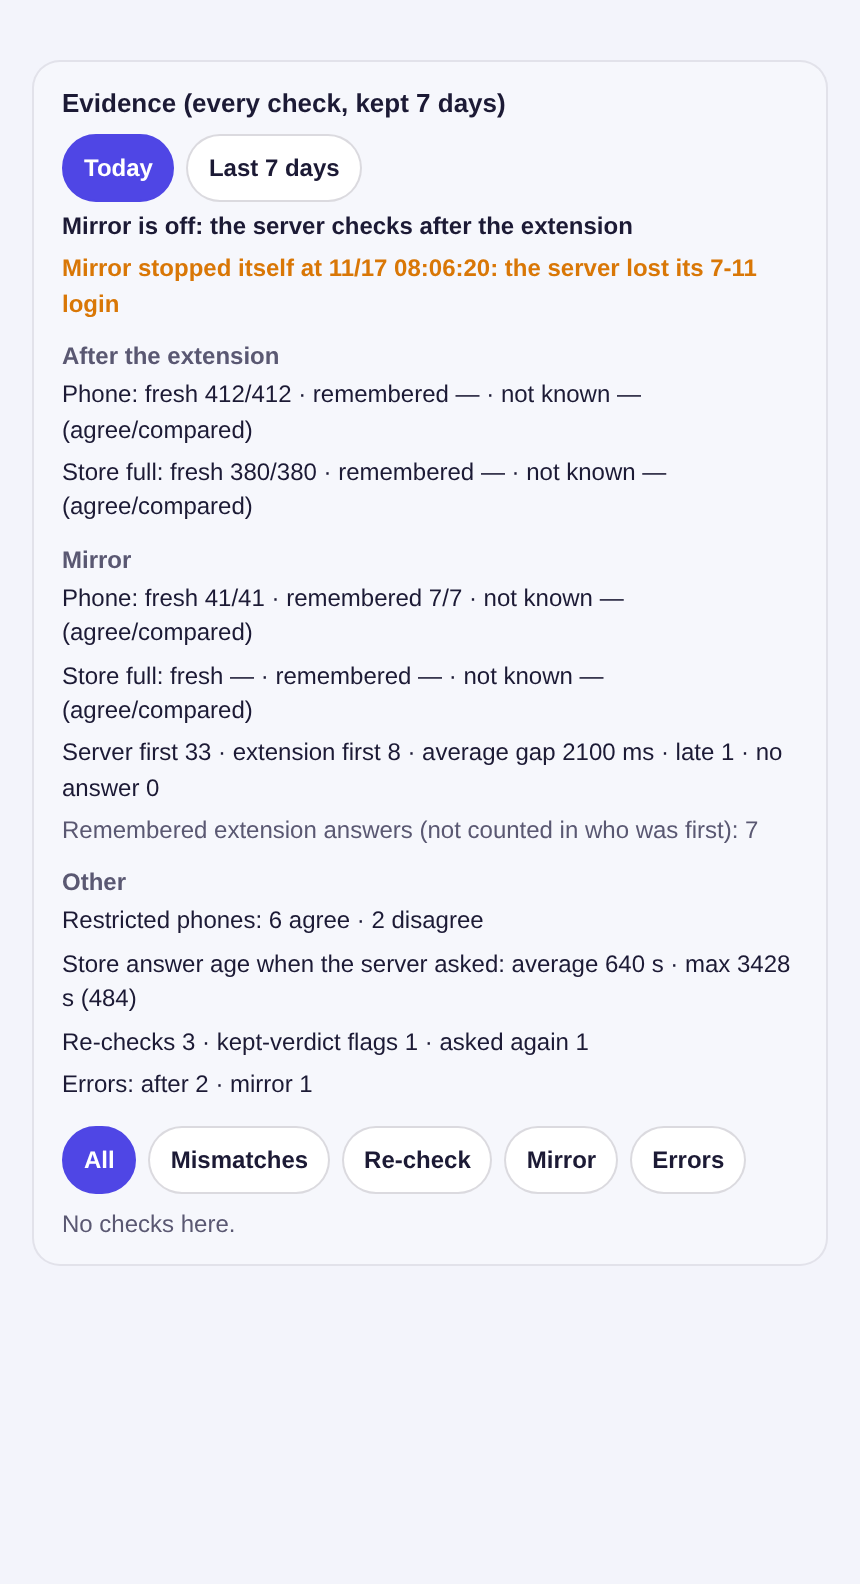 Evidence (every check, kept 7 days)
Today
Last 7 days
Mirror is off: the server checks after the extension
Mirror stopped itself at 11/17 08:06:20: the server lost its 7-11
login
After the extension
Phone: fresh 412/412 · remembered — · not known —
(agree/compared)
Store full: fresh 380/380 · remembered — · not known —
(agree/compared)
Mirror
Phone: fresh 41/41 · remembered 7/7 · not known —
(agree/compared)
Store full: fresh — · remembered — · not known —
(agree/compared)
Server first 33 · extension first 8 · average gap 2100 ms · late 1 · no
answer 0
Remembered extension answers (not counted in who was first): 7
Other
Restricted phones: 6 agree · 2 disagree
Store answer age when the server asked: average 640 s · max 3428
s (484)
Re-checks 3 · kept-verdict flags 1 · asked again 1
Errors: after 2 · mirror 1
All
Mismatches
Re-check
Mirror
Errors
No checks here.